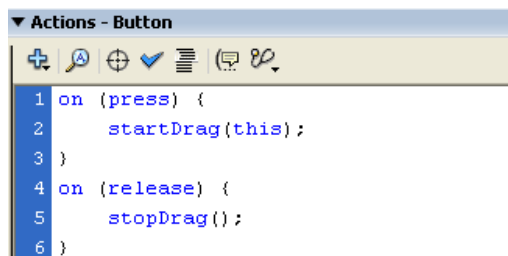 Actions - Button
1 on (press) {
2     startDrag(this);
3 }
4 on (release) {
5     stopDrag();
6 }